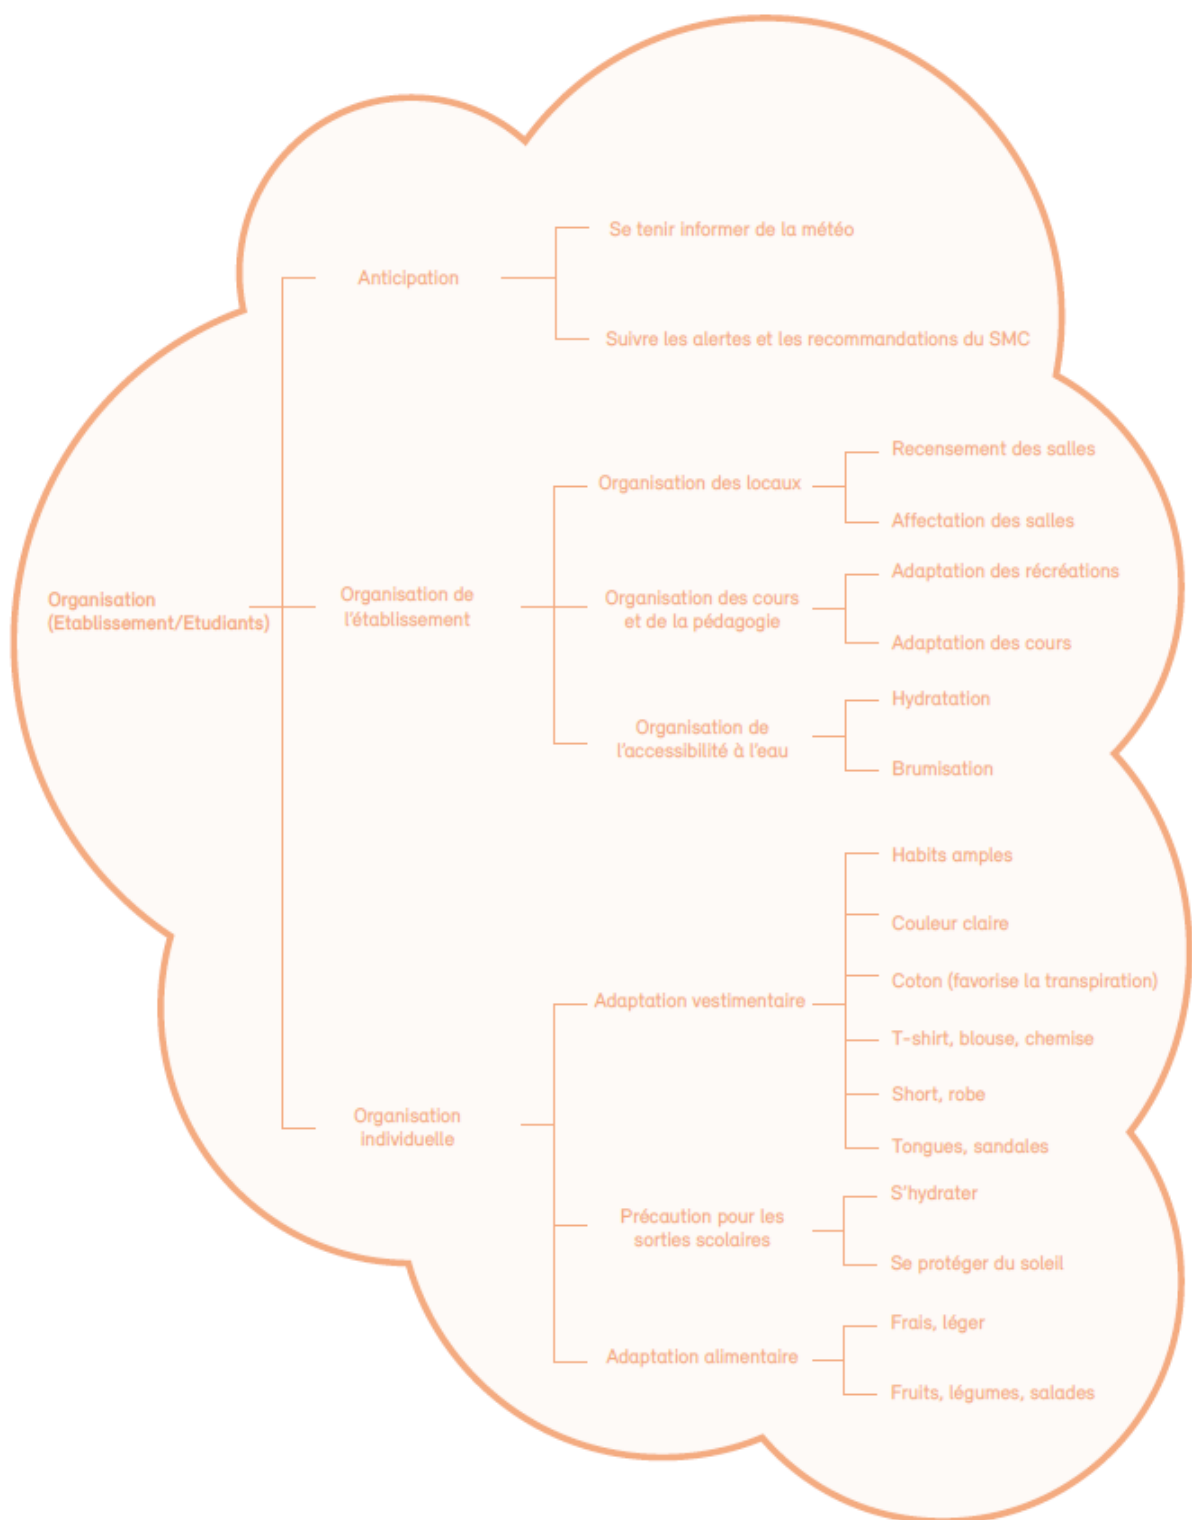 Organisation
(Etablissement/Etudiants)
Anticipation
Se tenir informer de la météo
Suivre les alertes et les recommandations du SMC
Organisation de
l'établissement
Organisation des locaux
Recensement des salles
Affectation des salles
Organisation des cours
et de la pédagogie
Adaptation des récréations
Adaptation des cours
Organisation de
l'accessibilité à l'eau
Hydratation
Brumisation
Organisation
individuelle
Adaptation vestimentaire
Habits amples
Couleur claire
Coton (favorise la transpiration)
T-shirt, blouse, chemise
Short, robe
Tongues, sandales
Précaution pour les
sorties scolaires
S'hydrater
Se protéger du soleil
Adaptation alimentaire
Frais, léger
Fruits, légumes, salades